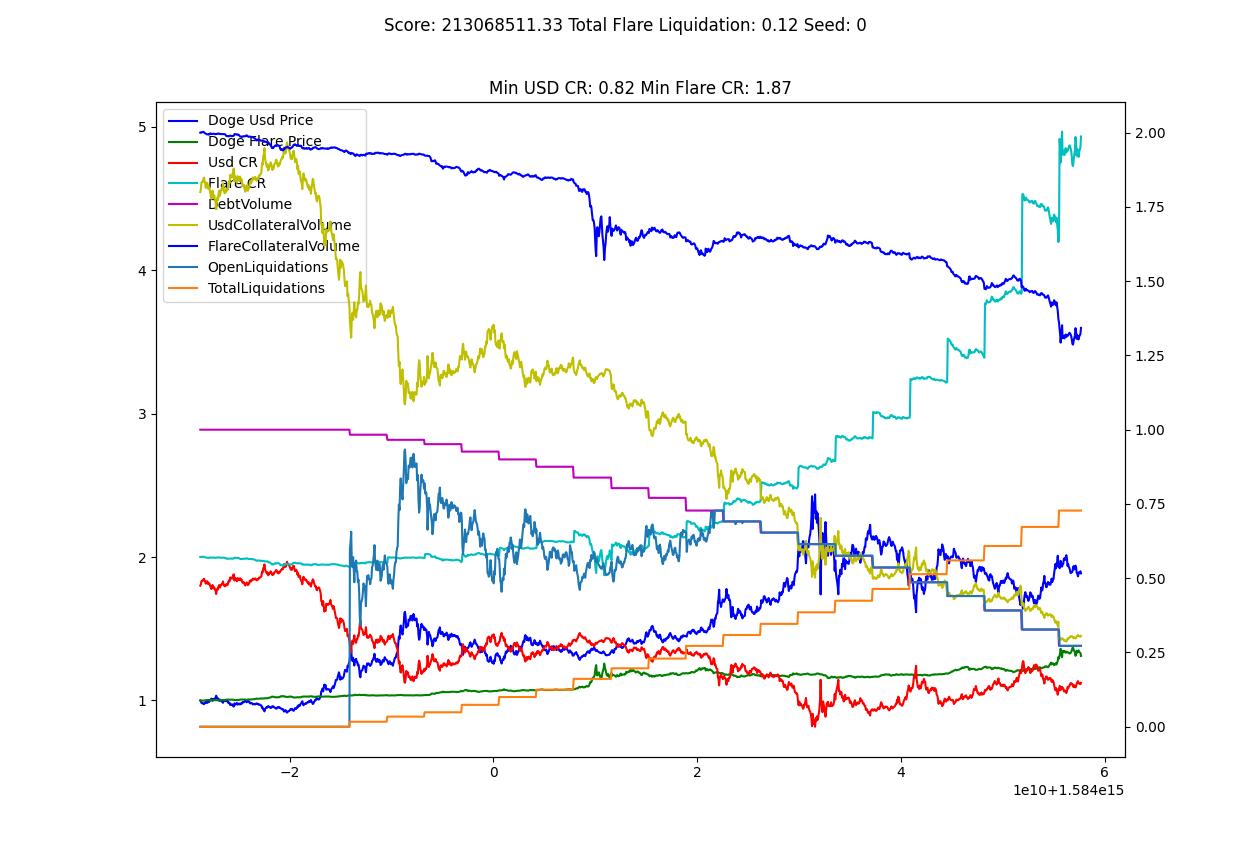 Score: 213068511.33 Total Flare Liquidation: 0.12 Seed: 0
Min USD CR: 0.82 Min Flare CR: 1.87
Doge Usd Price
Doge Flare Price
Usd CR
Flare CR
DebtVolume
UsdCollateralVolume
FlareCollateralVolume
OpenLiquidations
TotalLiquidations
5
4
3
2
1
2.00
1.75
1.50
1.25
1.00
0.75
0.50
0.25
0.00
−2 0 2 4 6
1e10+1.584e15